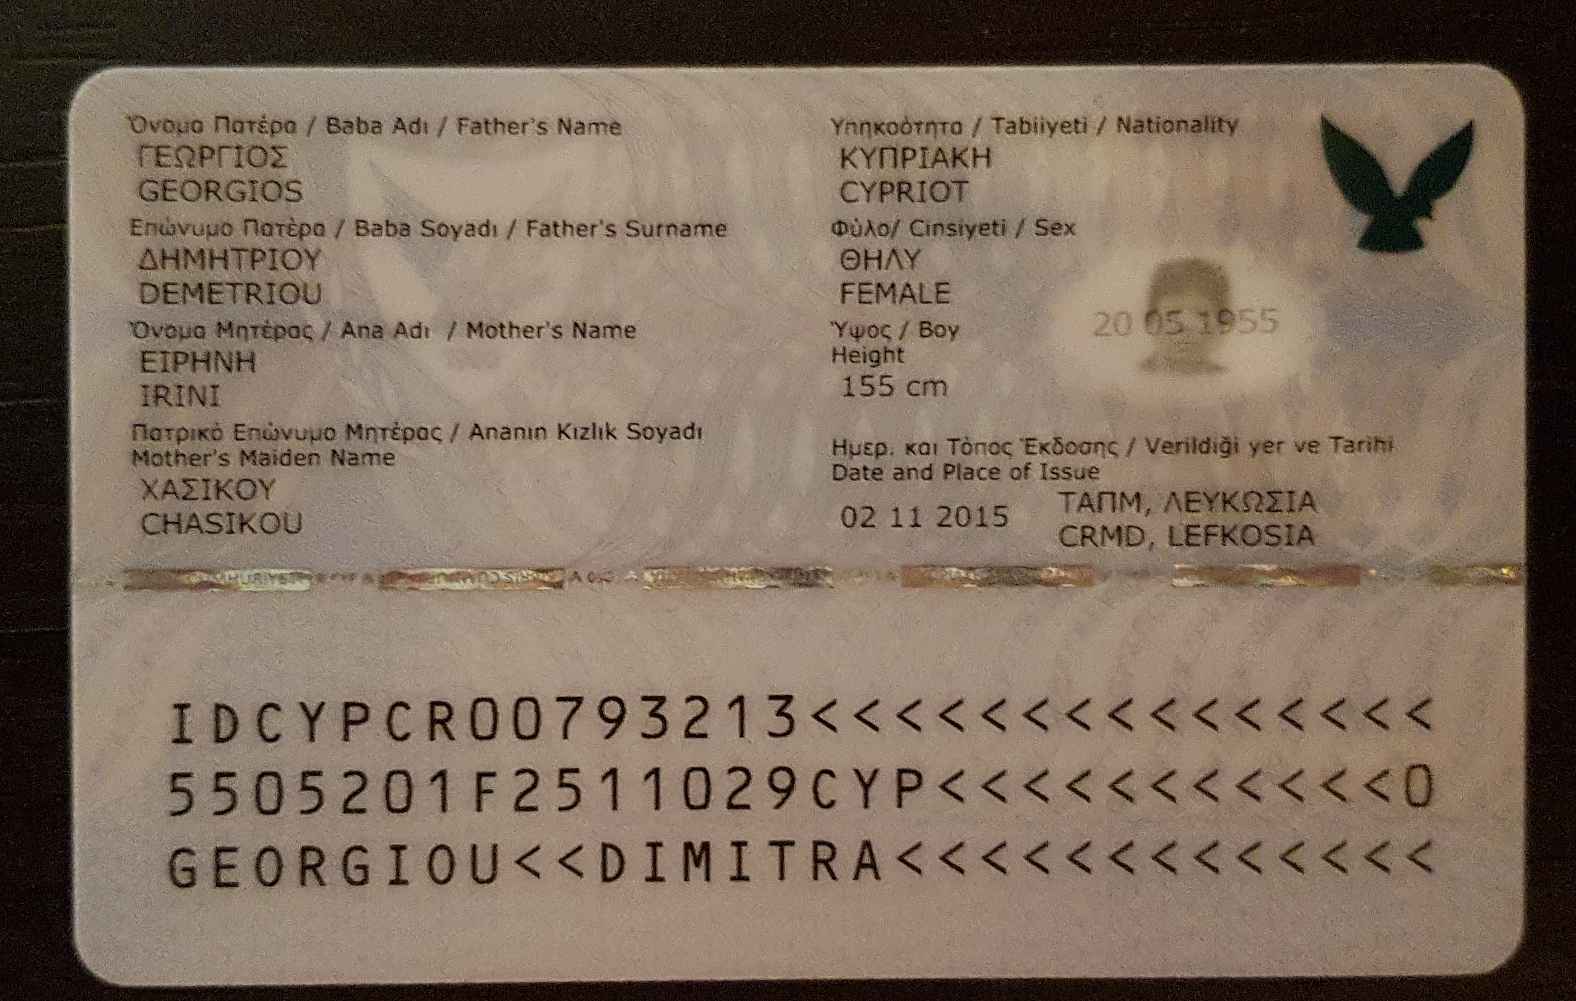 Όνομα Πατέρα / Baba Adı / Father's Name
ΓΕΩΡΓΙΟΣ
GEORGIOS
Επώνυμο Πατέρα / Baba Soyadı / Father's Surname
ΔΗΜΗΤΡΙΟΥ
DEMETRIOU
Όνομα Μητέρας / Ana Adı / Mother's Name
ΕΙΡΗΝΗ
IRINI
Πατρικό Επώνυμο Μητέρας / Ananın Kızlık Soyadı
Mother's Maiden Name
ΧΑΣΙΚΟΥ
CHASIKOU
Υπηκοότητα / Tabiiyeti / Nationality
ΚΥΠΡΙΑΚΗ
CYPRIOT
Φύλο/ Cinsiyeti / Sex
ΘΗΛΥ
FEMALE
Ύψος / Boy
Height
155 cm
20 05 1955
Ημερ. και Τόπος Έκδοσης / Verildiği yer ve Tarihi
Date and Place of Issue
02 11 2015
ΤΑΠΜ, ΛΕΥΚΩΣΙΑ
CRMD, LEFKOSIA
IDCYPCR00793213<<<<<<<<<<<<<<<
5505201F2511029CYP<<<<<<<<<<<0
GEORGIOU<<DIMITRA<<<<<<<<<<<<<